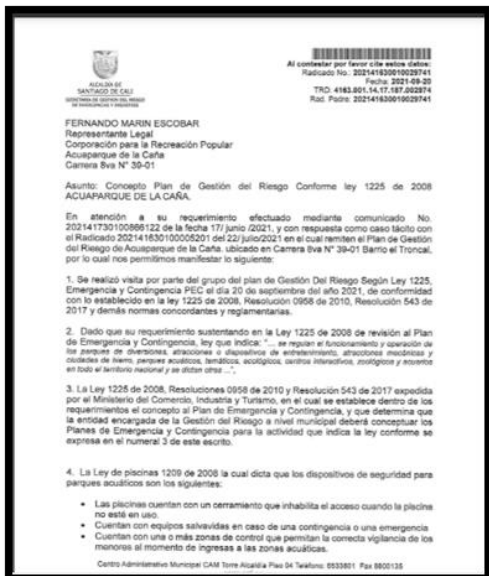 Al contestar por favor cite estos datos:
Radicado No.: 202141630010029741
Fecha: 2021-09-20
TRD: 4163.001.14.17.187.002974
Rad. Padre: 202141630010029741
ALCALDÍA DE
SANTIAGO DE CALI
SECRETARÍA DE GESTIÓN DEL RIESGO
DE EMERGENCIAS Y DESASTRES
FERNANDO MARIN ESCOBAR
Representante Legal
Corporación para la Recreación Popular
Acuaparque de la Caña
Carrera 8va N° 39-01
Asunto: Concepto Plan de Gestión del Riesgo Conforme ley 1225 de 2008
ACUAPARQUE DE LA CAÑA.
En atención a su requerimiento efectuado mediante comunicado No.
202141730100866122 de la fecha 17/ junio /2021, y con respuesta como caso tácito con
el Radicado 202141630100005201 del 22/ julio/2021 en el cual remiten el Plan de Gestión
del Riesgo de Acuaparque de la Caña. ubicado en Carrera 8va N° 39-01 Barrio el Troncal,
por lo cual nos permitimos manifestar lo siguiente:
1. Se realizó visita por parte del grupo del plan de Gestión Del Riesgo Según Ley 1225,
Emergencia y Contingencia PEC el día 20 de septiembre del año 2021, de conformidad
con lo establecido en la ley 1225 de 2008, Resolución 0958 de 2010, Resolución 543 de
2017 y demás normas concordantes y reglamentarias.
2. Dado que su requerimiento sustentando en la Ley 1225 de 2008 de revisión al Plan
de Emergencia y Contingencia, ley que indica: "... se regulan el funcionamiento y operación de
los parques de diversiones, atracciones o dispositivos de entretenimiento, atracciones mecánicas y
ciudades de hierro, parques acuáticos, temáticos, ecológicos, centros interactivos, zoológicos y acuarios
en todo el territorio nacional y se dictan otros ...",
3. La Ley 1225 de 2008, Resoluciones 0958 de 2010 y Resolución 543 de 2017 expedida
por el Ministerio del Comercio, Industria y Turismo, en el cual se establece dentro de los
requerimientos el concepto al Plan de Emergencia y Contingencia, y que determina que
la entidad encargada de la Gestión del Riesgo a nivel municipal deberá conceptuar los
Planes de Emergencia y Contingencia para la actividad que indica la ley conforme se
expresa en el numeral 3 de este escrito.
4. La Ley de piscinas 1209 de 2008 la cual dicta que los dispositivos de seguridad para
parques acuáticos son los siguientes:
• Las piscinas cuentan con un cerramiento que inhabilita el acceso cuando la piscina
no esté en uso.
• Cuentan con equipos salvavidas en caso de una contingencia o una emergencia
• Cuentan con una o más zonas de control que permitan la correcta vigilancia de los
menores al momento de ingresas a las zonas acuáticas.
Centro Administrativo Municipal CAM Torre Alcaldía Piso 04 Teléfono: 6533801 Fax 8800135